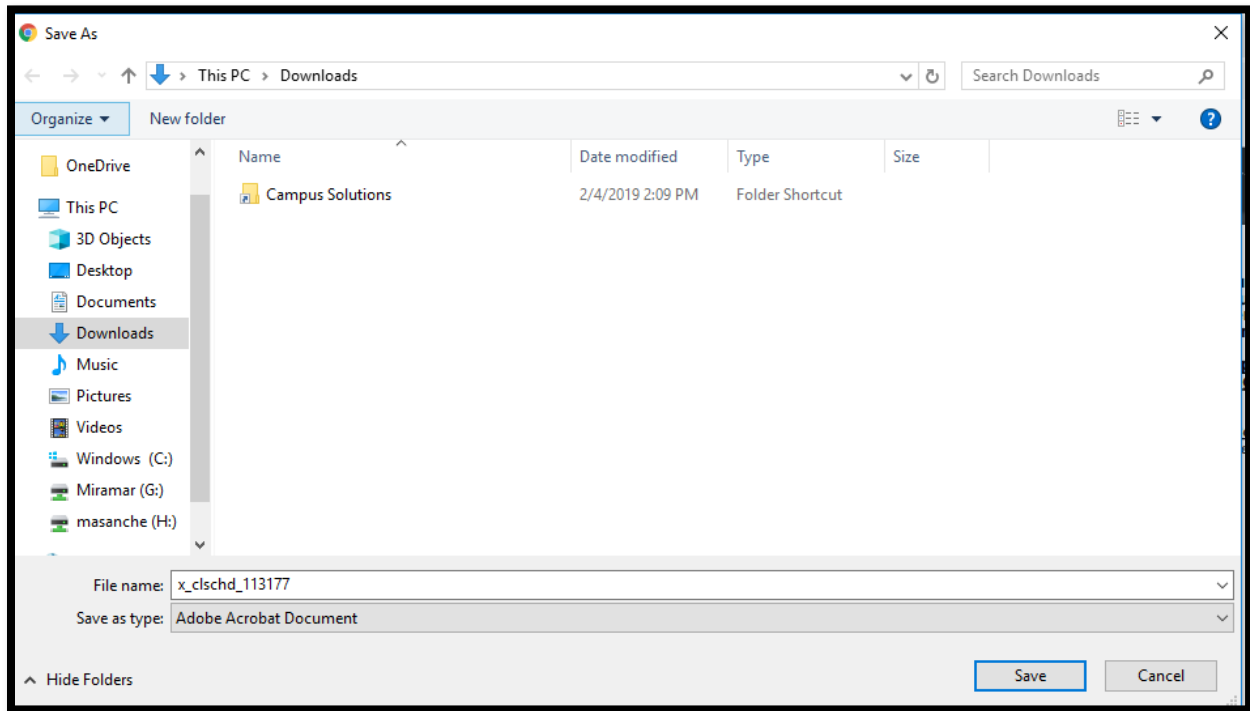 Save As
This PC > Downloads
Search Downloads
Organize
New folder
?
Name
Date modified
Type
Size
Campus Solutions
2/4/2019 2:09 PM
Folder Shortcut
OneDrive
This PC
3D Objects
Desktop
Documents
Downloads
Music
Pictures
Videos
Windows (C:)
Miramar (G:)
masanche (H:)
File name: x_clschd_113177
Save as type: Adobe Acrobat Document
Hide Folders
Save
Cancel